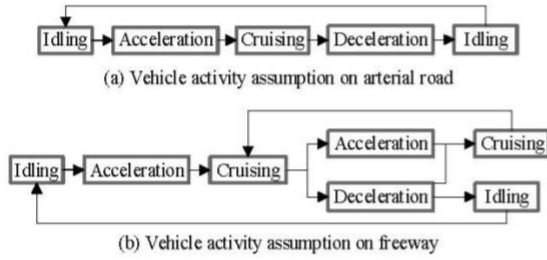 Idling Acceleration Cruising Deceleration Idling
(a) Vehicle activity assumption on arterial road
Acceleration Cruising
Idling Acceleration Cruising
Deceleration Idling
(b) Vehicle activity assumption on freeway